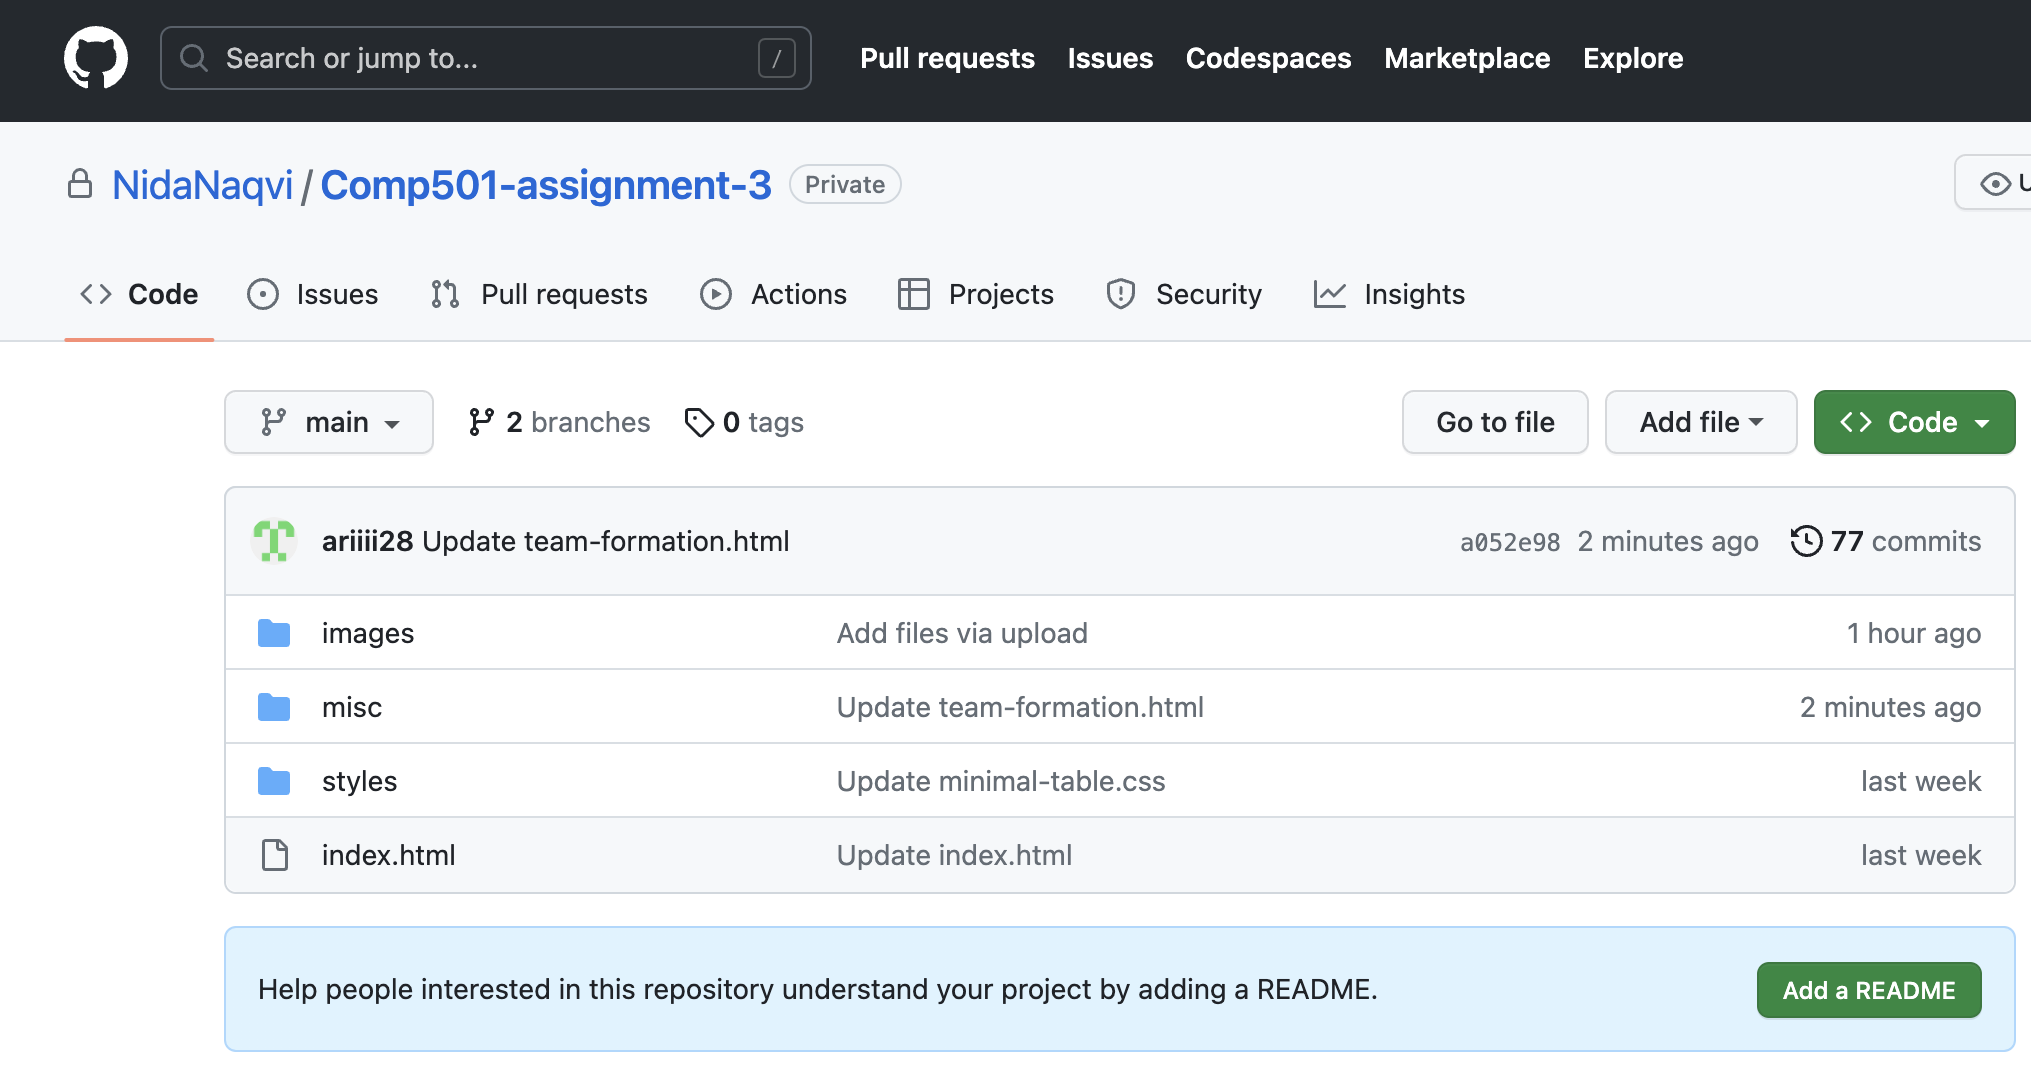 Search or jump to... / Pull requests Issues Codespaces Marketplace Explore
NidaNaqvi / Comp501-assignment-3 Private
Code Issues Pull requests Actions Projects Security Insights
main 2 branches 0 tags Go to file Add file Code
ariiii28 Update team-formation.html a052e98 2 minutes ago 77 commits
images Add files via upload 1 hour ago
misc Update team-formation.html 2 minutes ago
styles Update minimal-table.css last week
index.html Update index.html last week
Help people interested in this repository understand your project by adding a README. Add a README